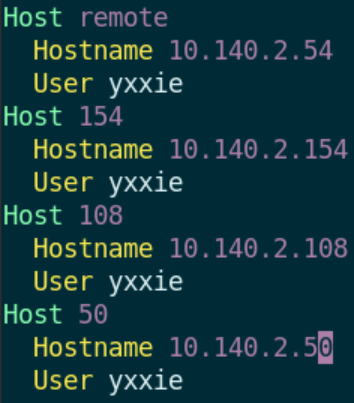 Host remote
  Hostname 10.140.2.54
  User yxxie
Host 154
  Hostname 10.140.2.154
  User yxxie
Host 108
  Hostname 10.140.2.108
  User yxxie
Host 50
  Hostname 10.140.2.50
  User yxxie